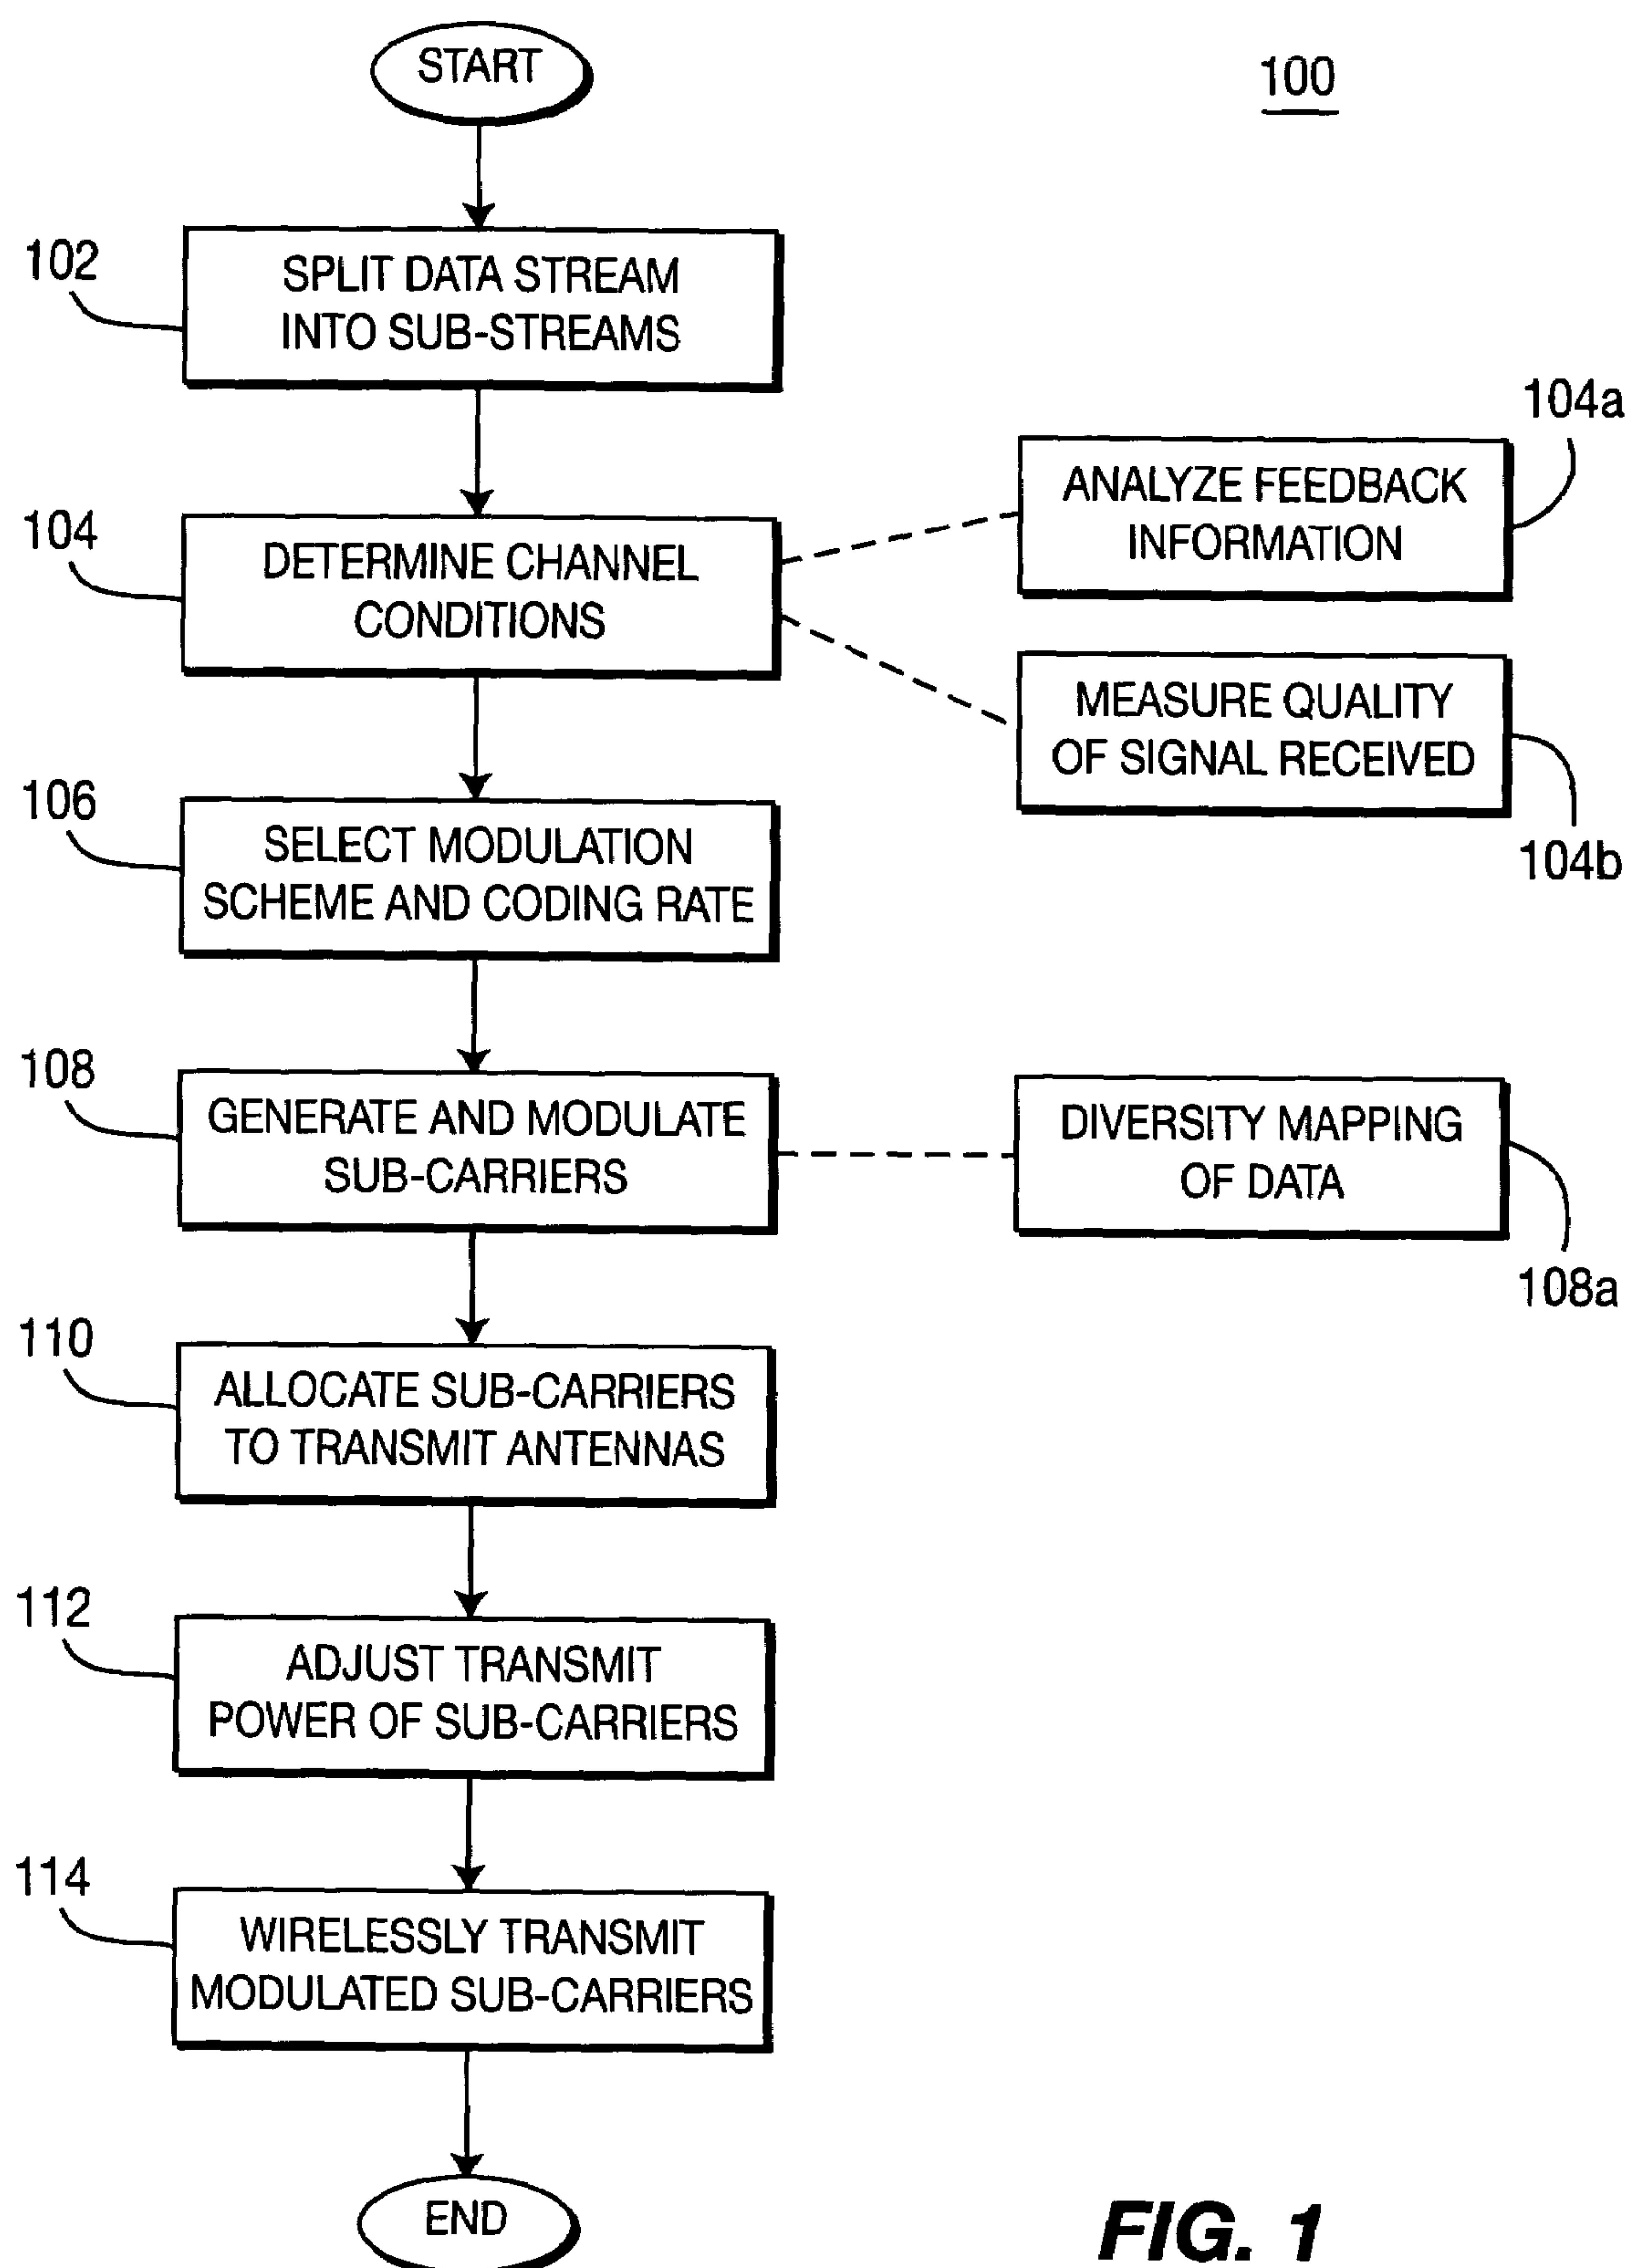 START
100
102
SPLIT DATA STREAM
INTO SUB-STREAMS
104
DETERMINE CHANNEL
CONDITIONS
104a
ANALYZE FEEDBACK
INFORMATION
MEASURE QUALITY
OF SIGNAL RECEIVED
104b
106
SELECT MODULATION
SCHEME AND CODING RATE
108
GENERATE AND MODULATE
SUB-CARRIERS
DIVERSITY MAPPING
OF DATA
108a
110
ALLOCATE SUB-CARRIERS
TO TRANSMIT ANTENNAS
112
ADJUST TRANSMIT
POWER OF SUB-CARRIERS
114
WIRELESSLY TRANSMIT
MODULATED SUB-CARRIERS
END
FIG. 1